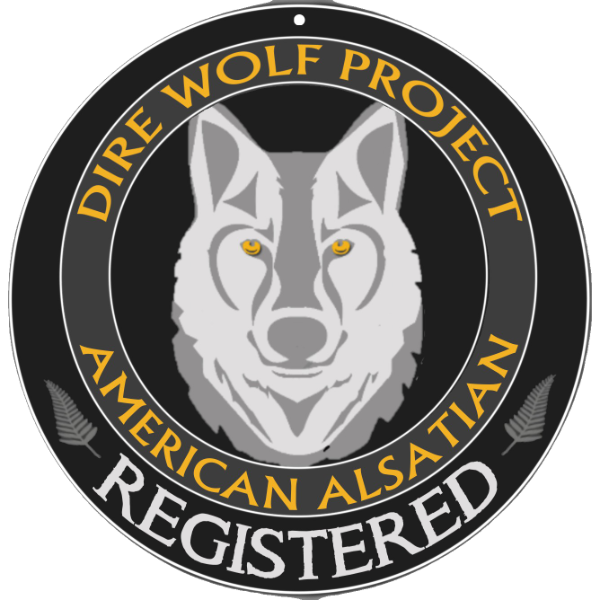 DIRE WOLF PROJECT
AMERICAN ALSATIAN
REGISTERED